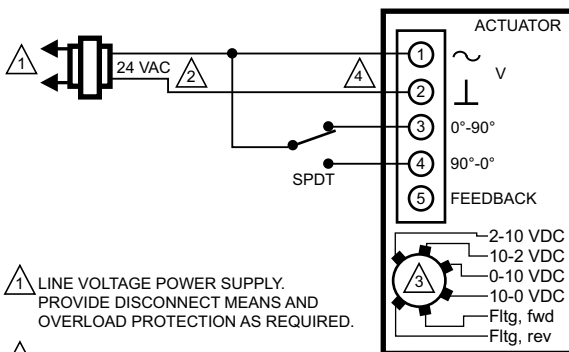 ACTUATOR
1
24 VAC
2
4
1
V
2
3
0°-90°
SPDT
4
90°-0°
5
FEEDBACK
2-10 VDC
10-2 VDC
3
0-10 VDC
10-0 VDC
Fltg, fwd
Fltg, rev
1 LINE VOLTAGE POWER SUPPLY.
PROVIDE DISCONNECT MEANS AND
OVERLOAD PROTECTION AS REQUIRED.